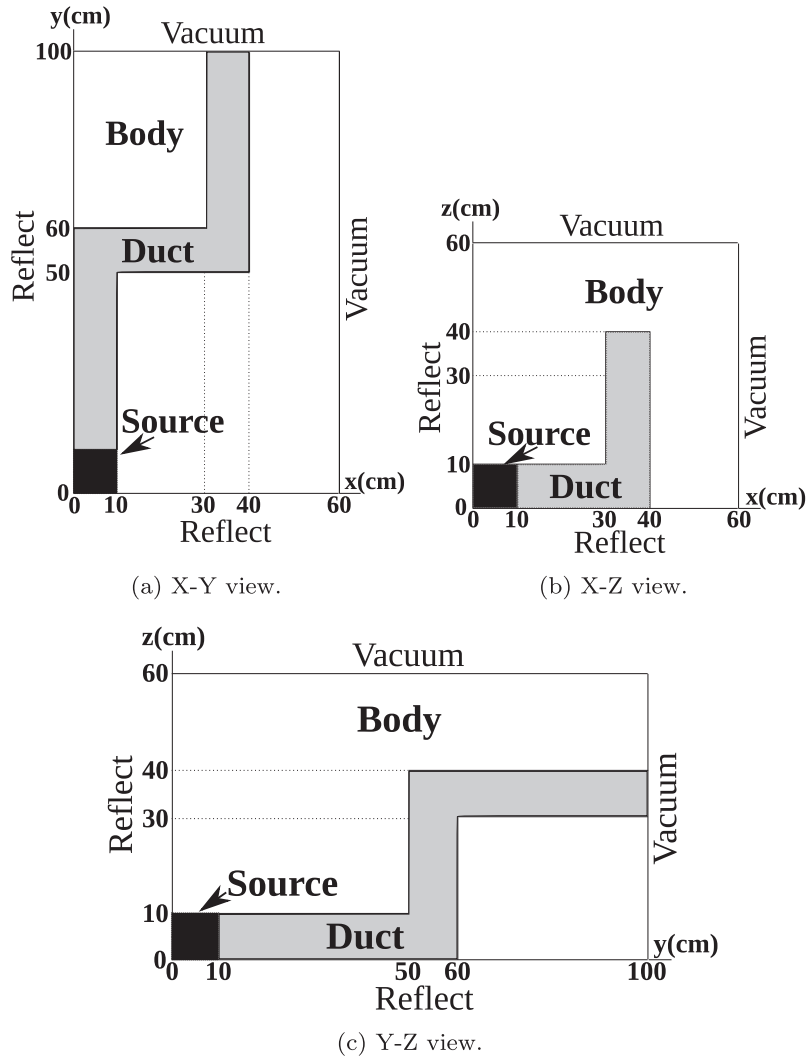 y(cm)
Vacuum
100
Body
60
Duct
50
Reflect
Vacuum
Source
0
x(cm)
0 10 30 40 60
Reflect
(a) X-Y view.
z(cm)
Vacuum
60
Body
40
30
Reflect
Vacuum
Source
10
Duct
0
x(cm)
0 10 30 40 60
Reflect
(b) X-Z view.
z(cm)
Vacuum
60
Body
40
30
Reflect
Vacuum
Source
10
Duct
0
y(cm)
0 10 50 60 100
Reflect
(c) Y-Z view.